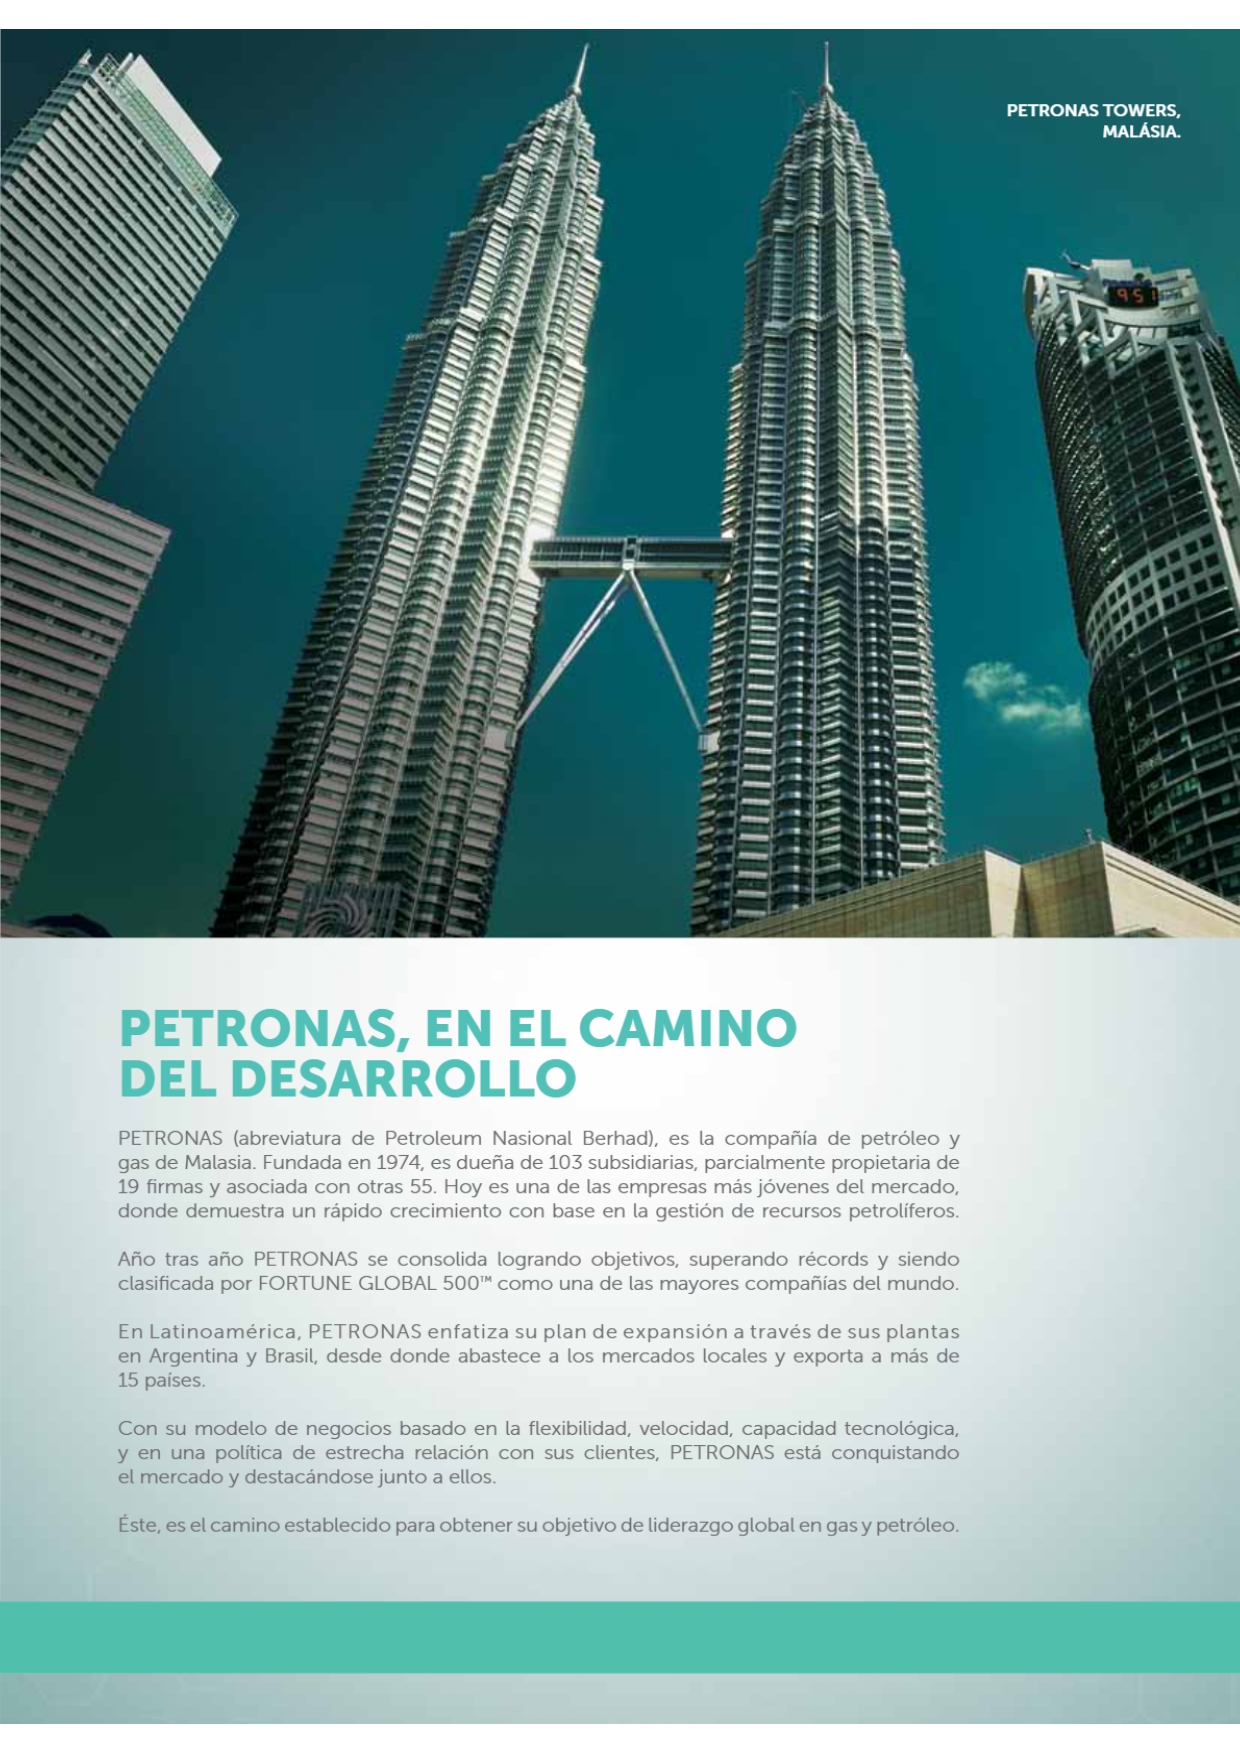 PETRONAS TOWERS,
MALÁSIA.
9:51
PETRONAS, EN EL CAMINO
DEL DESARROLLO
PETRONAS (abreviatura de Petroleum Nasional Berhad), es la compañía de petróleo y
gas de Malasia. Fundada en 1974, es dueña de 103 subsidiarias, parcialmente propietaria de
19 firmas y asociada con otras 55. Hoy es una de las empresas más jóvenes del mercado,
donde demuestra un rápido crecimiento con base en la gestión de recursos petrolíferos.
Año tras año PETRONAS se consolida logrando objetivos, superando récords y siendo
clasificada por FORTUNE GLOBAL 500™ como una de las mayores compañías del mundo.
En Latinoamérica, PETRONAS enfatiza su plan de expansión a través de sus plantas
en Argentina y Brasil, desde donde abastece a los mercados locales y exporta a más de
15 países.
Con su modelo de negocios basado en la flexibilidad, velocidad, capacidad tecnológica,
y en una política de estrecha relación con sus clientes, PETRONAS está conquistando
el mercado y destacándose junto a ellos.
Éste, es el camino establecido para obtener su objetivo de liderazgo global en gas y petróleo.